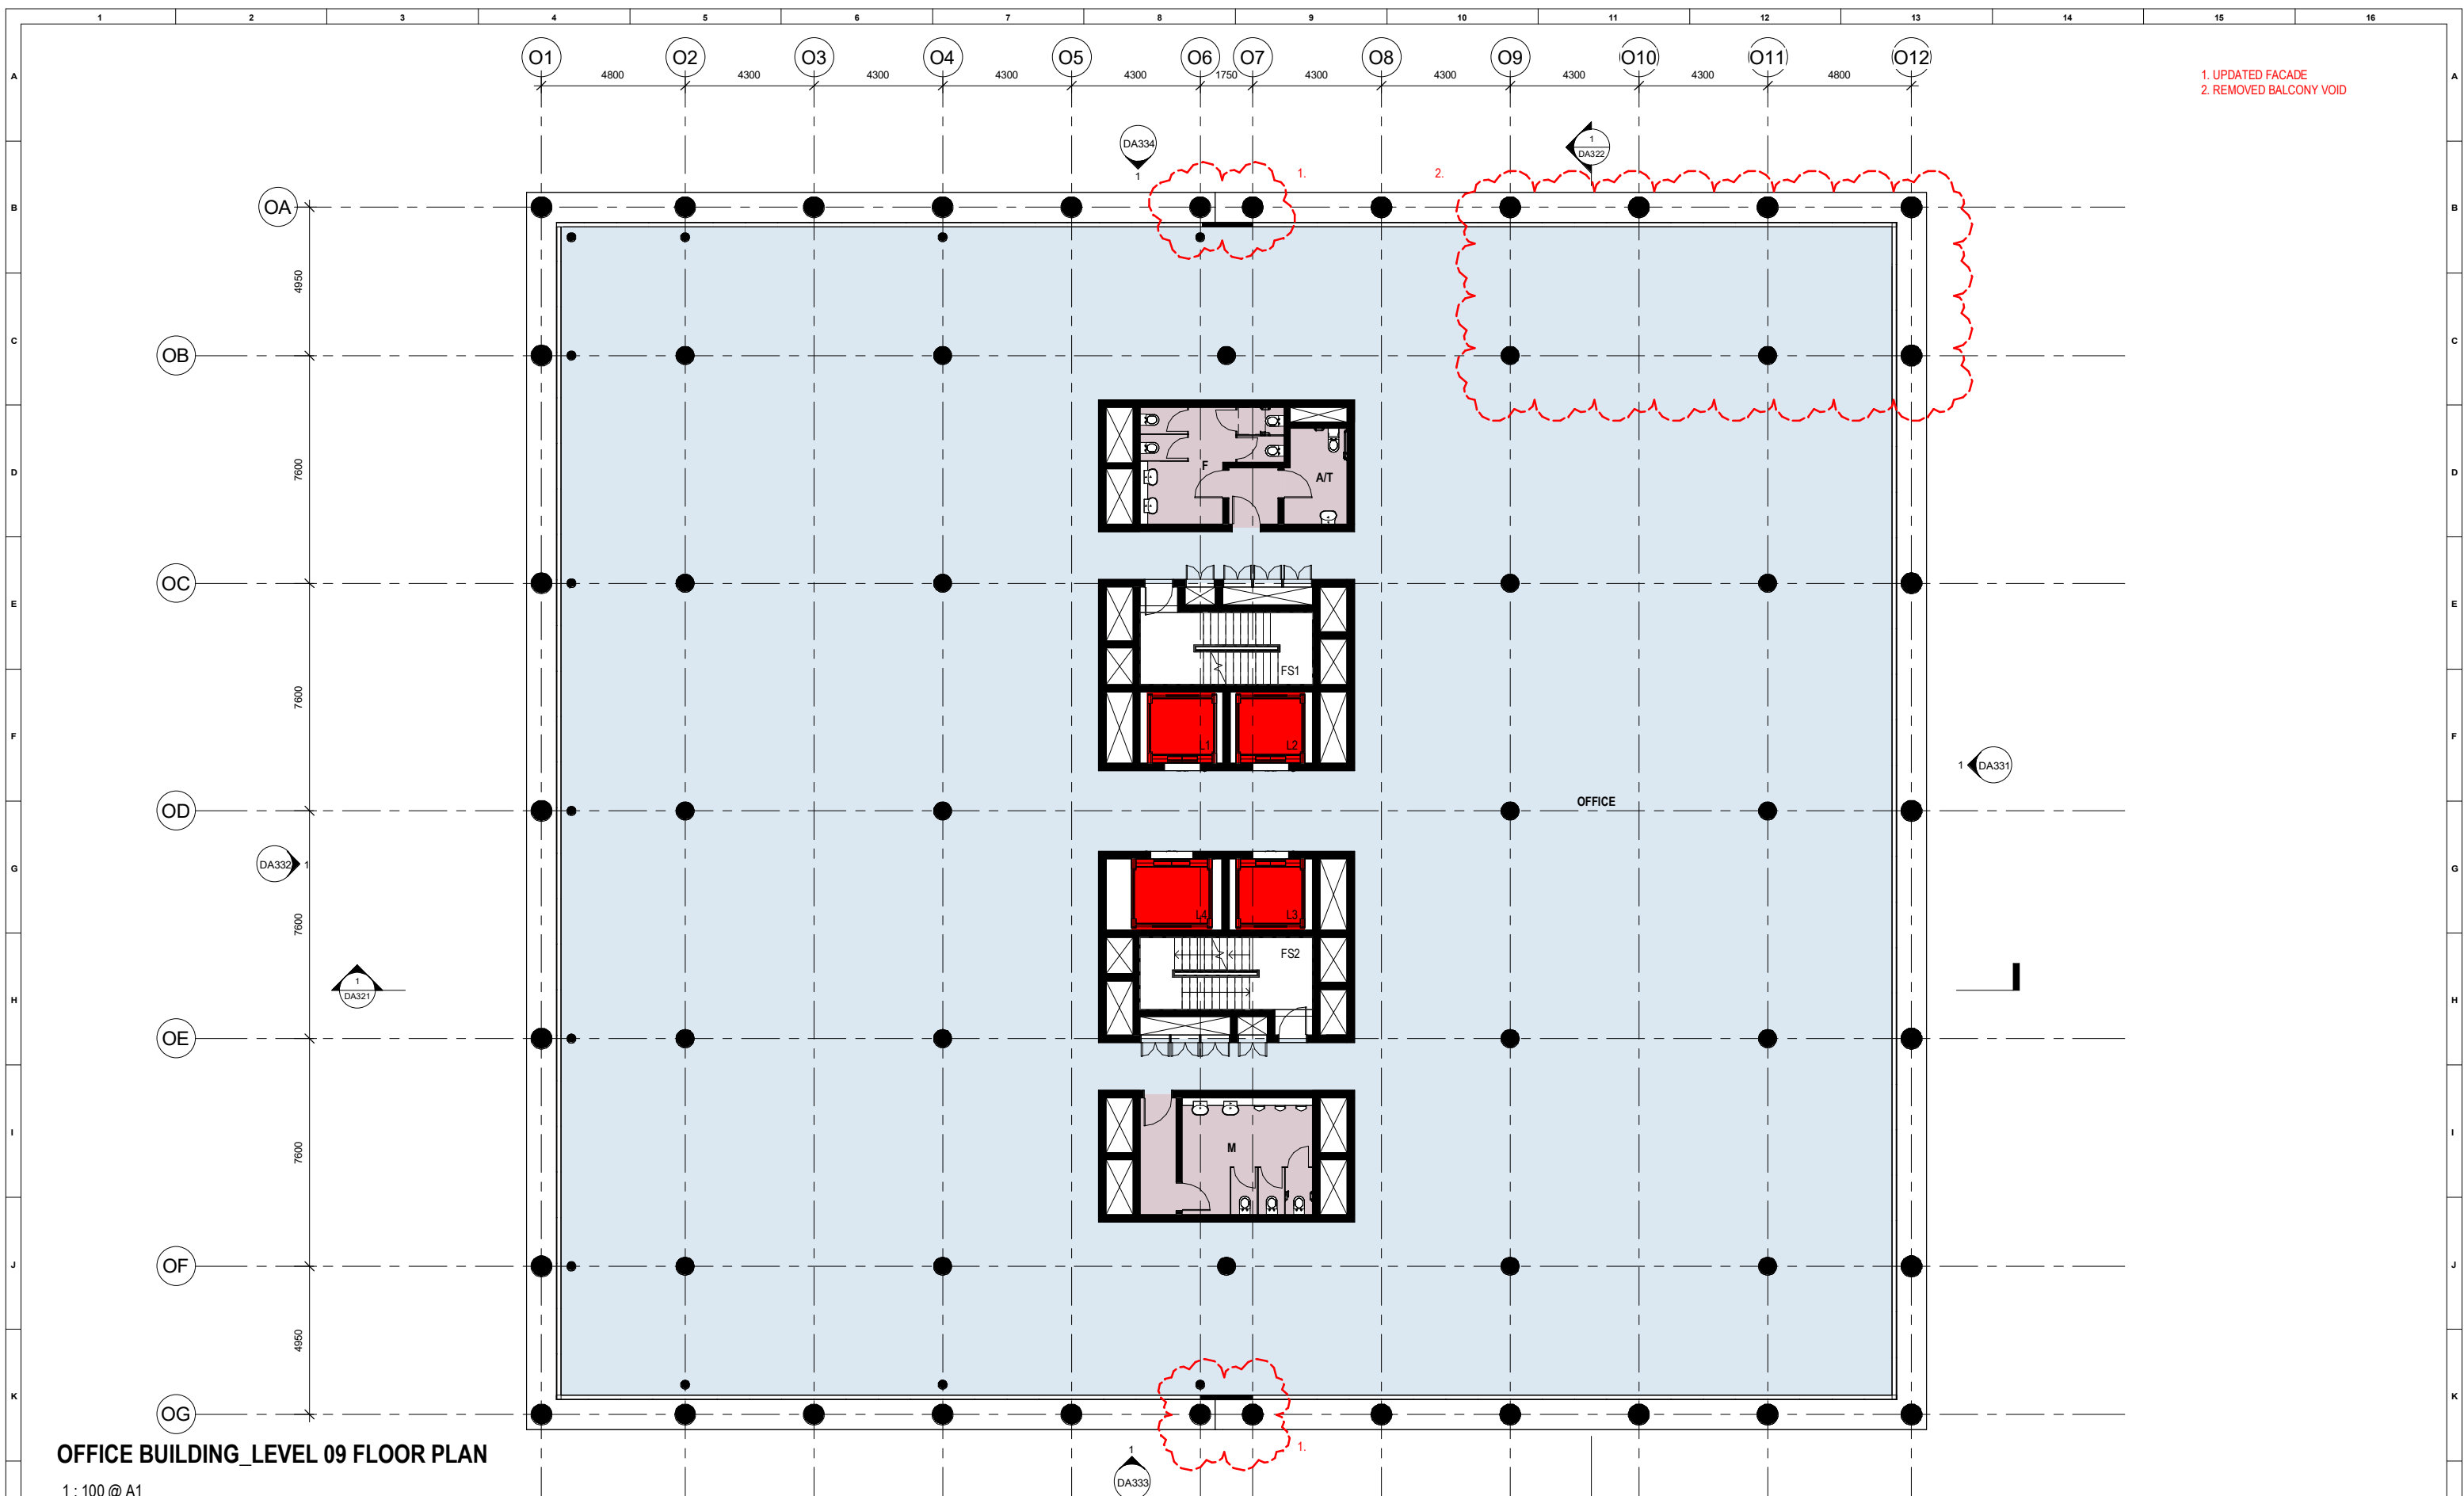 1 2 3 4 5 6 7 8 9 10 11 12 13 14 15 16
O1 O2 O3 O4 O5 O6 O7 O8 O9 O10 O11 O12
A 4800 4300 4300 4300 4300 1750 4300 4300 4300 4300 4800 A
1. UPDATED FACADE
2. REMOVED BALCONY VOID
DA334
1
1
DA322
1.
2.
B OA B
4950
C OB C
7600
D F A/T D
OC
E E
7600
FS1
F L1 L2 F
1 DA331
OD
OFFICE
G DA332 1 G
L4 L3
7600
FS2
H 1
DA321
H
OE
I 7600 M I
J OF J
4950
K K
OG
1.
OFFICE BUILDING_LEVEL 09 FLOOR PLAN
1
DA333
1 : 100 @ A1